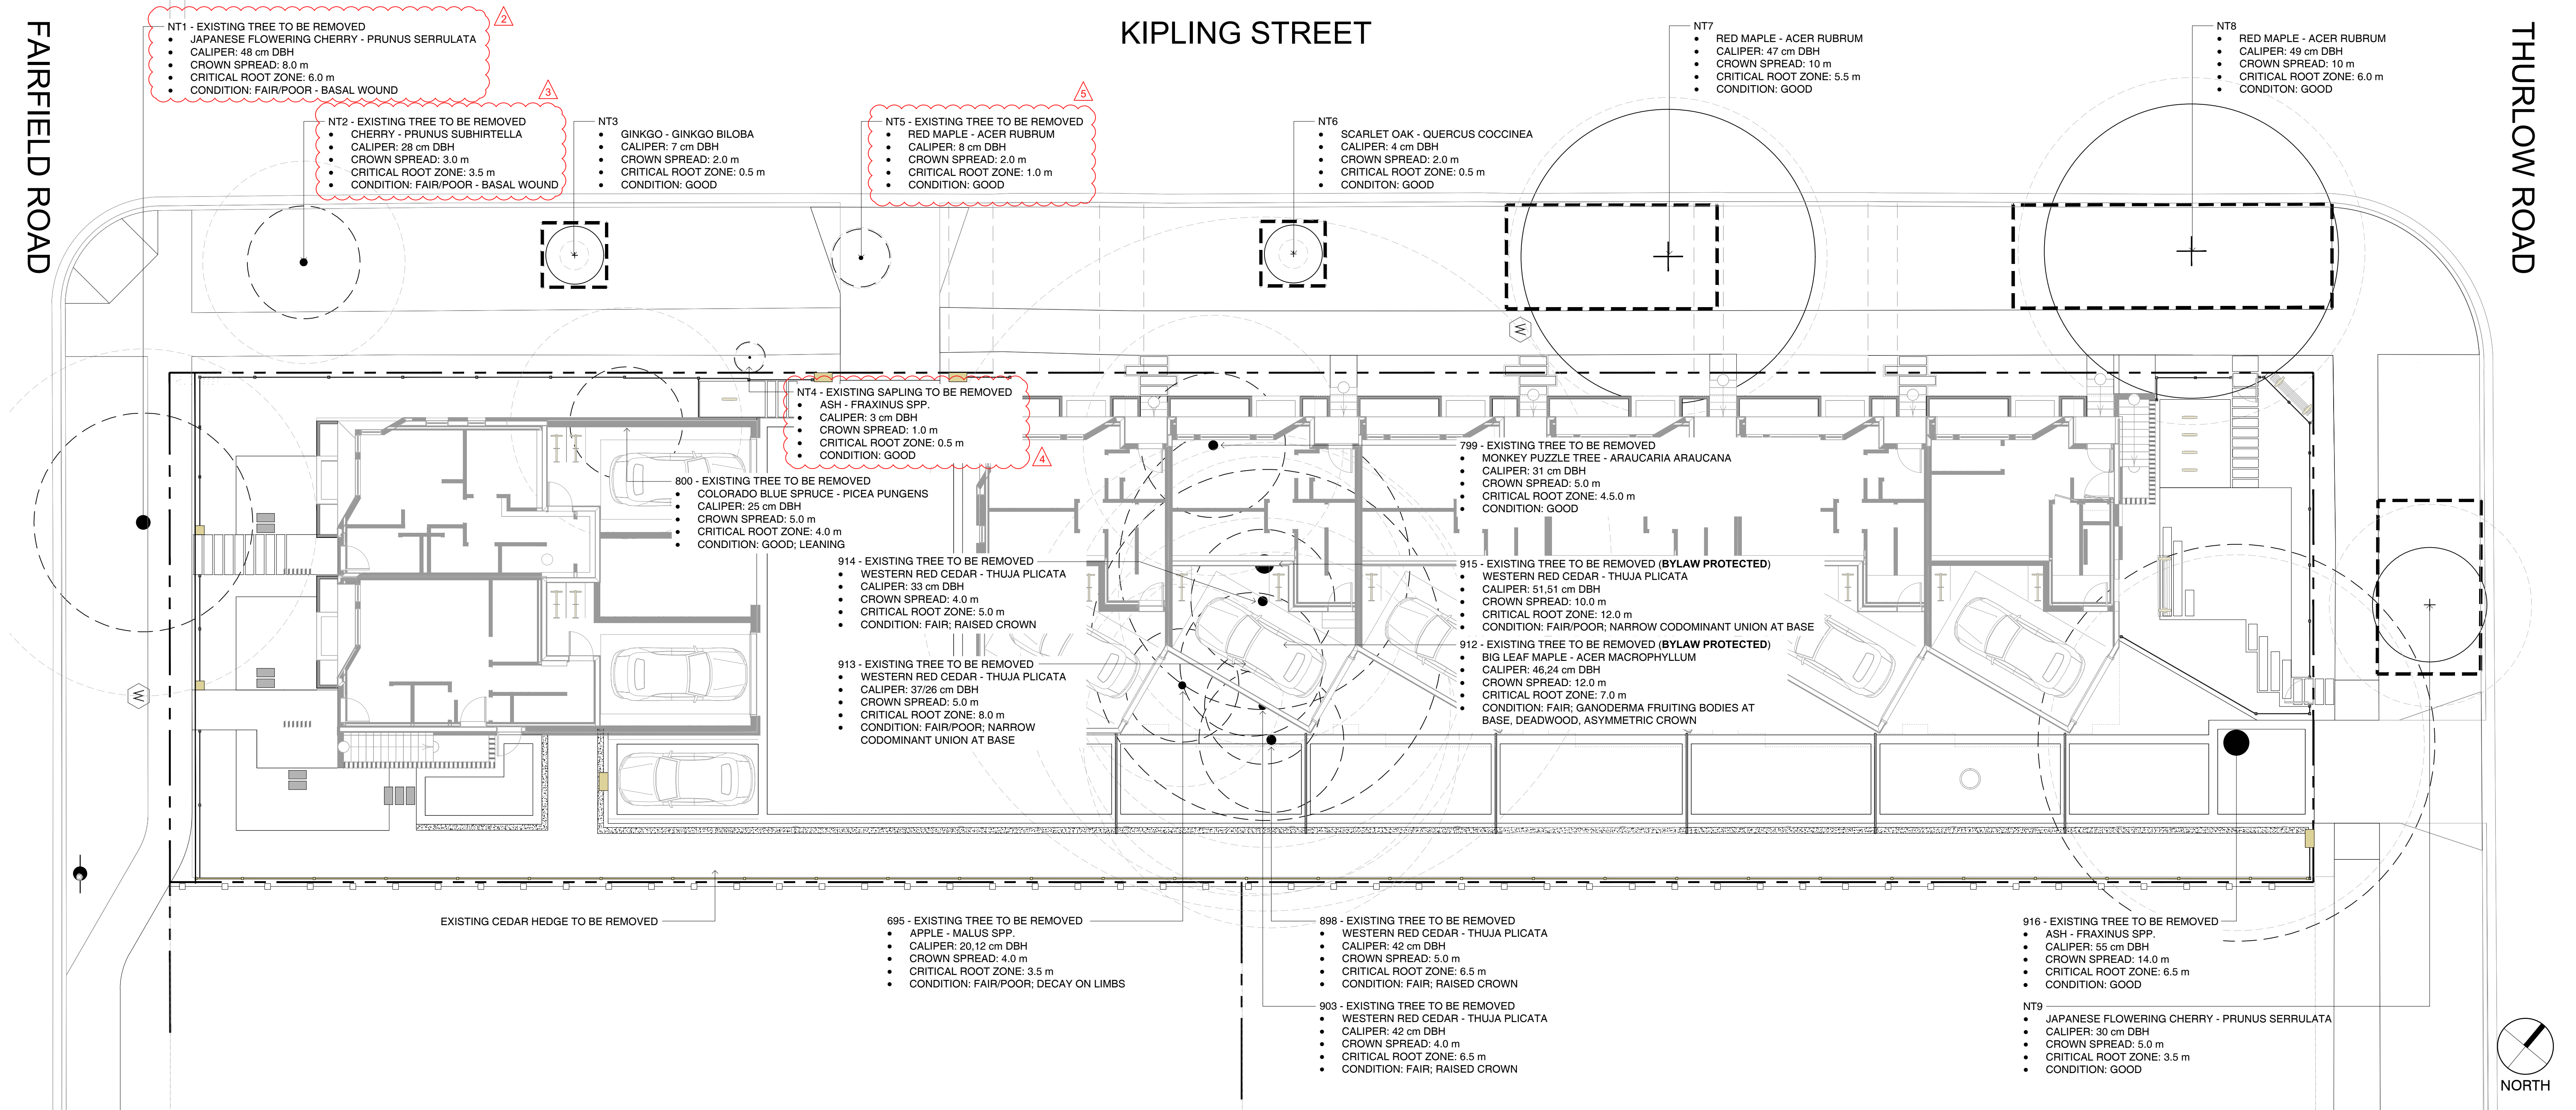 FAIRFIELD ROAD
KIPLING STREET
THURLOW ROAD
NT1 - EXISTING TREE TO BE REMOVED
• JAPANESE FLOWERING CHERRY - PRUNUS SERRULATA
• CALIPER: 48 cm DBH
• CROWN SPREAD: 8.0 m
• CRITICAL ROOT ZONE: 6.0 m
• CONDITION: FAIR/POOR - BASAL WOUND
2
NT2 - EXISTING TREE TO BE REMOVED
• CHERRY - PRUNUS SUBHIRTELLA
• CALIPER: 28 cm DBH
• CROWN SPREAD: 3.0 m
• CRITICAL ROOT ZONE: 3.5 m
• CONDITION: FAIR/POOR - BASAL WOUND
3
NT3
• GINKGO - GINKGO BILOBA
• CALIPER: 7 cm DBH
• CROWN SPREAD: 2.0 m
• CRITICAL ROOT ZONE: 0.5 m
• CONDITION: GOOD
NT5 - EXISTING TREE TO BE REMOVED
• RED MAPLE - ACER RUBRUM
• CALIPER: 8 cm DBH
• CROWN SPREAD: 2.0 m
• CRITICAL ROOT ZONE: 1.0 m
• CONDITION: GOOD
5
NT6
• SCARLET OAK - QUERCUS COCCINEA
• CALIPER: 4 cm DBH
• CROWN SPREAD: 2.0 m
• CRITICAL ROOT ZONE: 0.5 m
• CONDITON: GOOD
NT7
• RED MAPLE - ACER RUBRUM
• CALIPER: 47 cm DBH
• CROWN SPREAD: 10 m
• CRITICAL ROOT ZONE: 5.5 m
• CONDITION: GOOD
NT8
• RED MAPLE - ACER RUBRUM
• CALIPER: 49 cm DBH
• CROWN SPREAD: 10 m
• CRITICAL ROOT ZONE: 6.0 m
• CONDITON: GOOD
W
NT4 - EXISTING SAPLING TO BE REMOVED
• ASH - FRAXINUS SPP.
• CALIPER: 3 cm DBH
• CROWN SPREAD: 1.0 m
• CRITICAL ROOT ZONE: 0.5 m
• CONDITION: GOOD
4
800 - EXISTING TREE TO BE REMOVED
• COLORADO BLUE SPRUCE - PICEA PUNGENS
• CALIPER: 25 cm DBH
• CROWN SPREAD: 5.0 m
• CRITICAL ROOT ZONE: 4.0 m
• CONDITION: GOOD; LEANING
799 - EXISTING TREE TO BE REMOVED
• MONKEY PUZZLE TREE - ARAUCARIA ARAUCANA
• CALIPER: 31 cm DBH
• CROWN SPREAD: 5.0 m
• CRITICAL ROOT ZONE: 4.5.0 m
• CONDITION: GOOD
914 - EXISTING TREE TO BE REMOVED
• WESTERN RED CEDAR - THUJA PLICATA
• CALIPER: 33 cm DBH
• CROWN SPREAD: 4.0 m
• CRITICAL ROOT ZONE: 5.0 m
• CONDITION: FAIR; RAISED CROWN
915 - EXISTING TREE TO BE REMOVED (BYLAW PROTECTED)
• WESTERN RED CEDAR - THUJA PLICATA
• CALIPER: 51,51 cm DBH
• CROWN SPREAD: 10.0 m
• CRITICAL ROOT ZONE: 12.0 m
• CONDITION: FAIR/POOR; NARROW CODOMINANT UNION AT BASE
913 - EXISTING TREE TO BE REMOVED
• WESTERN RED CEDAR - THUJA PLICATA
• CALIPER: 37/26 cm DBH
• CROWN SPREAD: 5.0 m
• CRITICAL ROOT ZONE: 8.0 m
• CONDITION: FAIR/POOR; NARROW
CODOMINANT UNION AT BASE
912 - EXISTING TREE TO BE REMOVED (BYLAW PROTECTED)
• BIG LEAF MAPLE - ACER MACROPHYLLUM
• CALIPER: 46,24 cm DBH
• CROWN SPREAD: 12.0 m
• CRITICAL ROOT ZONE: 7.0 m
• CONDITION: FAIR; GANODERMA FRUITING BODIES AT
BASE, DEADWOOD, ASYMMETRIC CROWN
W
EXISTING CEDAR HEDGE TO BE REMOVED
695 - EXISTING TREE TO BE REMOVED
• APPLE - MALUS SPP.
• CALIPER: 20,12 cm DBH
• CROWN SPREAD: 4.0 m
• CRITICAL ROOT ZONE: 3.5 m
• CONDITION: FAIR/POOR; DECAY ON LIMBS
898 - EXISTING TREE TO BE REMOVED
• WESTERN RED CEDAR - THUJA PLICATA
• CALIPER: 42 cm DBH
• CROWN SPREAD: 5.0 m
• CRITICAL ROOT ZONE: 6.5 m
• CONDITION: FAIR; RAISED CROWN
903 - EXISTING TREE TO BE REMOVED
• WESTERN RED CEDAR - THUJA PLICATA
• CALIPER: 42 cm DBH
• CROWN SPREAD: 4.0 m
• CRITICAL ROOT ZONE: 6.5 m
• CONDITION: FAIR; RAISED CROWN
916 - EXISTING TREE TO BE REMOVED
• ASH - FRAXINUS SPP.
• CALIPER: 55 cm DBH
• CROWN SPREAD: 14.0 m
• CRITICAL ROOT ZONE: 6.5 m
• CONDITION: GOOD
NT9
• JAPANESE FLOWERING CHERRY - PRUNUS SERRULATA
• CALIPER: 30 cm DBH
• CROWN SPREAD: 5.0 m
• CRITICAL ROOT ZONE: 3.5 m
• CONDITION: GOOD
NORTH